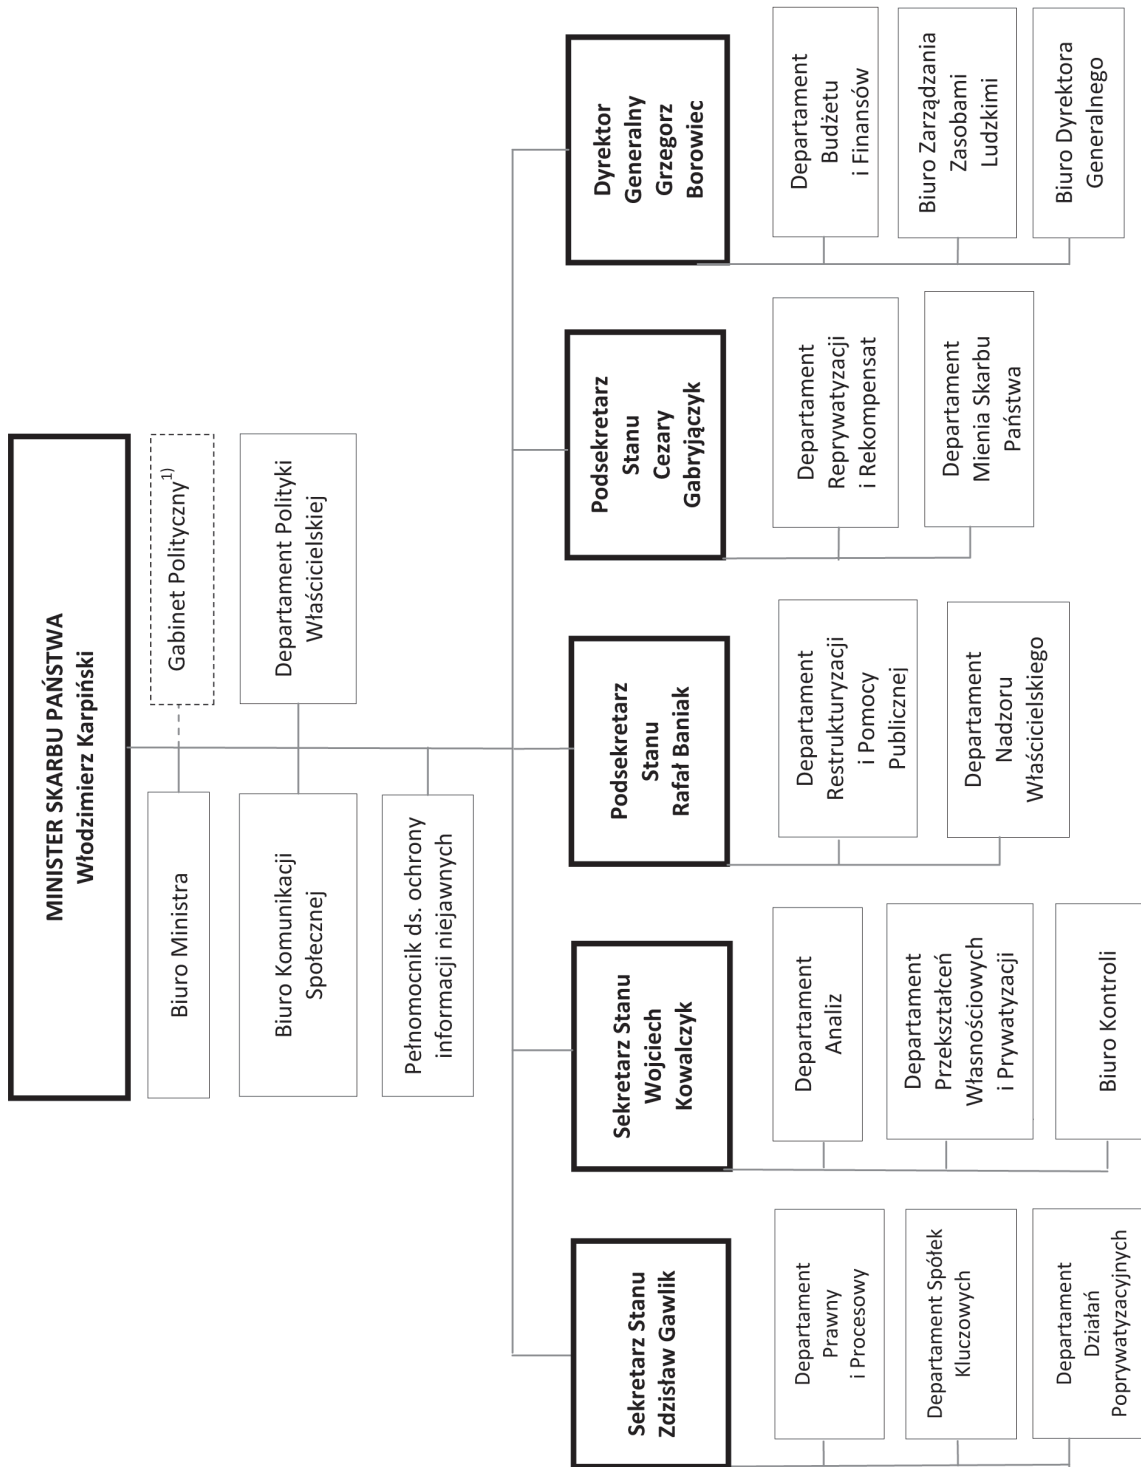 MINISTER SKARBU PAŃSTWA
Włodzimierz Karpiński
Biuro Ministra
Gabinet Polityczny1)
Biuro Komunikacji
Społecznej
Departament Polityki
Właścicielskiej
Pełnomocnik ds. ochrony
informacji niejawnych
Sekretarz Stanu
Zdzisław Gawlik
Departament
Prawny
i Procesowy
Departament Spółek
Kluczowych
Departament
Działań
Poprywatyzacyjnych
Sekretarz Stanu
Wojciech
Kowalczyk
Departament
Analiz
Departament
Przekształceń
Własnościowych
i Prywatyzacji
Biuro Kontroli
Podsekretarz
Stanu
Rafał Baniak
Departament
Restrukturyzacji
i Pomocy
Publicznej
Departament
Nadzoru
Właścicielskiego
Podsekretarz
Stanu
Cezary
Gabryjączyk
Departament
Reprywatyzacji
i Rekompensat
Departament
Mienia Skarbu
Państwa
Dyrektor
Generalny
Grzegorz
Borowiec
Departament
Budżetu
i Finansów
Biuro Zarządzania
Zasobami
Ludzkimi
Biuro Dyrektora
Generalnego